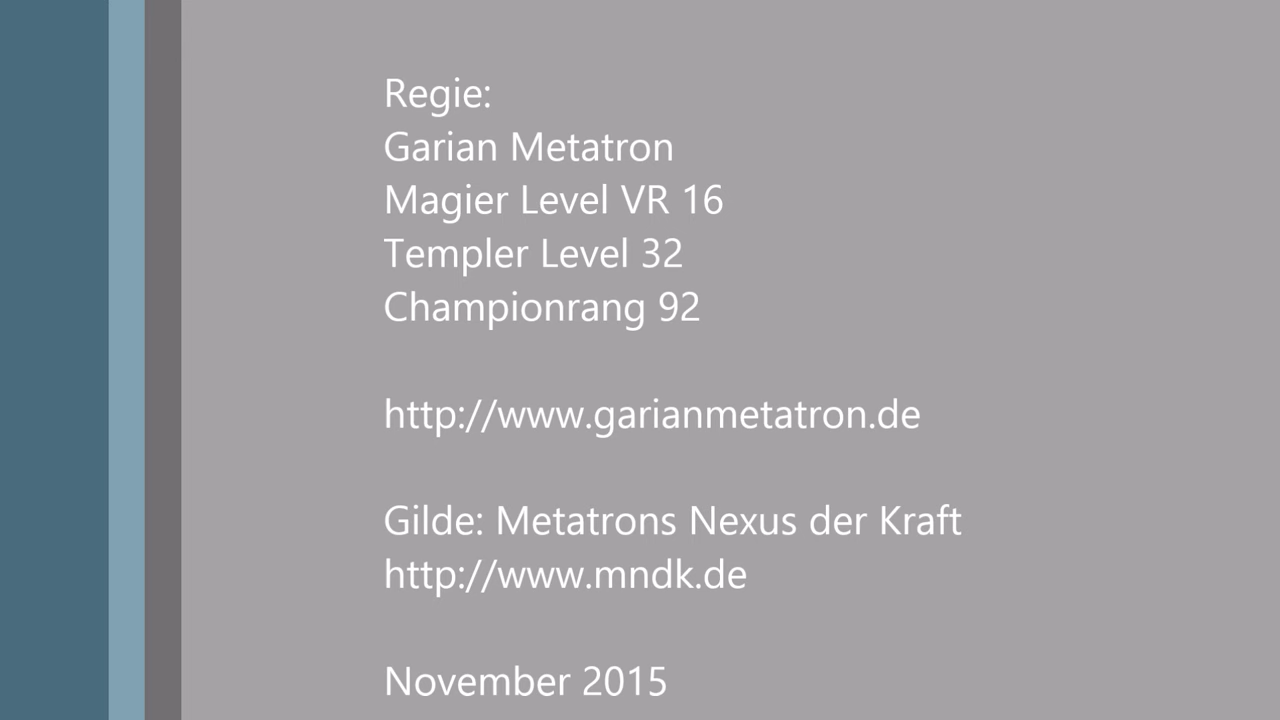 Regie:
Garian Metatron
Magier Level VR 16
Templer Level 32
Championrang 92
http://www.garianmetatron.de
Gilde: Metatrons Nexus der Kraft
http://www.mndk.de
November 2015